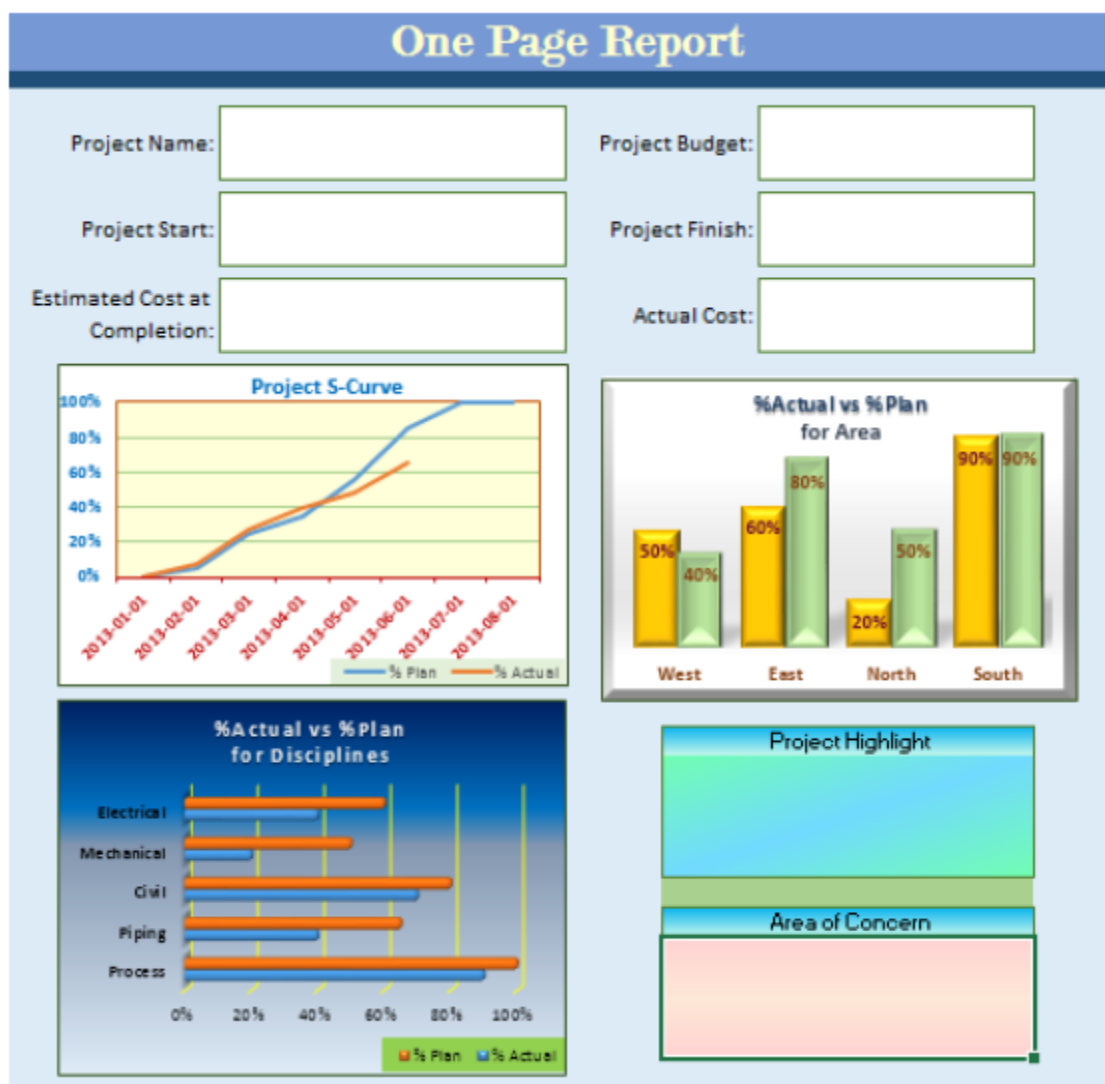 One Page Report
Project Name:
Project Budget:
Project Start:
Project Finish:
Estimated Cost at
Completion:
Actual Cost:
Project S-Curve
100%
80%
60%
40%
20%
0%
2013-01-01
2013-02-01
2013-03-01
2013-04-01
2013-05-01
2013-06-01
2013-07-01
2013-08-01
% Plan % Actual
%Actual vs %Plan
for Area
50% 40% 60% 80% 20% 50% 90% 90%
West East North South
%Actual vs %Plan
for Disciplines
Electrical
Mechanical
Civil
Piping
Process
0% 20% 40% 60% 80% 100%
% Plan % Actual
Project Highlight
Area of Concern